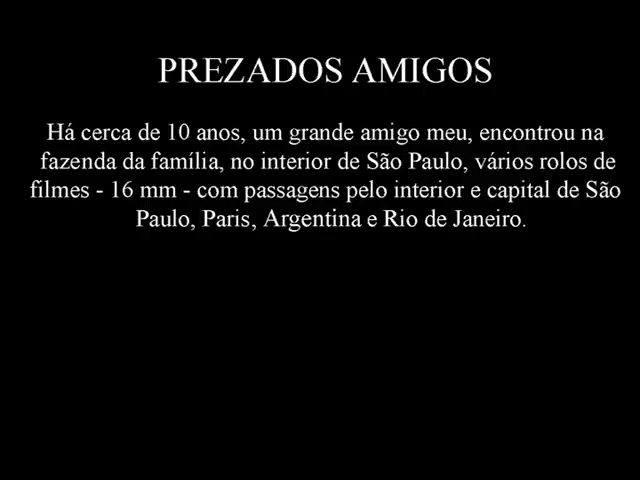 PREZADOS AMIGOS
Há cerca de 10 anos, um grande amigo meu, encontrou na
fazenda da família, no interior de São Paulo, vários rolos de
filmes - 16 mm - com passagens pelo interior e capital de São
Paulo, Paris, Argentina e Rio de Janeiro.